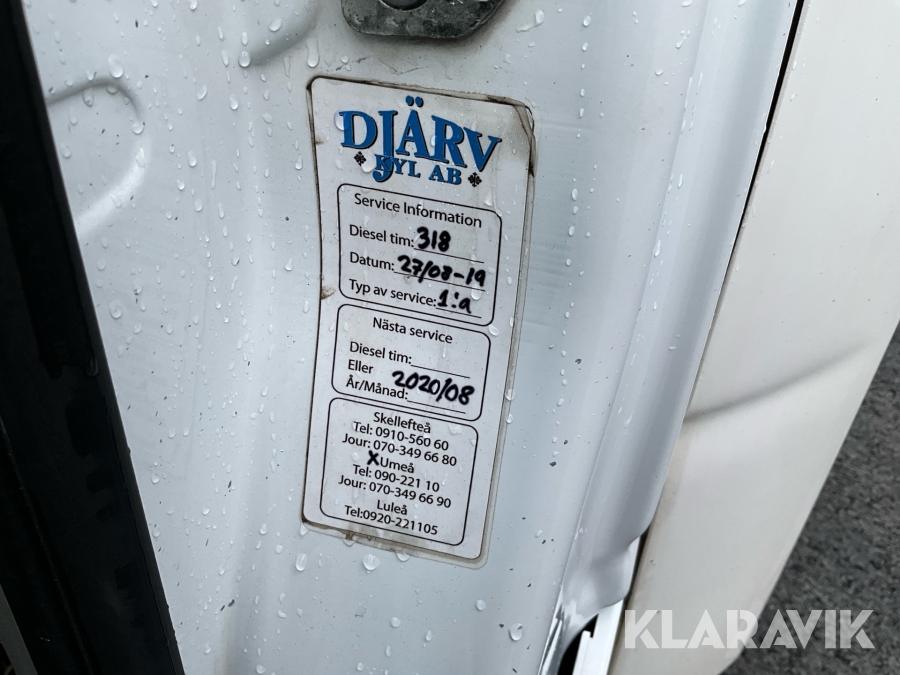 DJÄRV
KYL AB
Service Information
Diesel tim: 318
Datum: 27/08-19
Typ av service: 1:a
Nästa service
Diesel tim:
Eller
År/Månad: 2020/08
Skellefteå
Tel: 0910-560 60
Jour: 070-349 66 80
X Umeå
Tel: 090-221 10
Jour: 070-349 66 90
Luleå
Tel:0920-221105
KLARAVIK